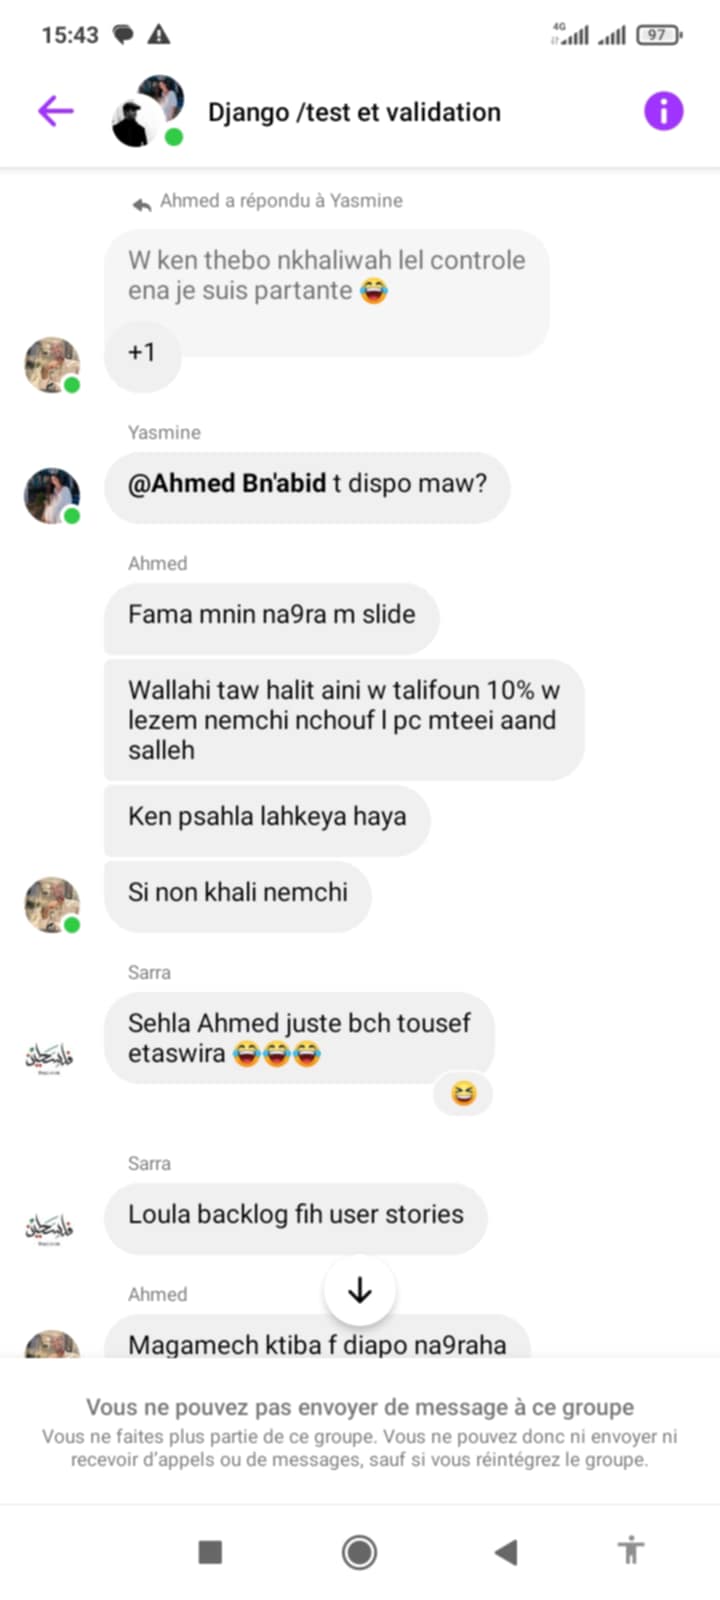 15:43
4G
97
Django /test et validation
Ahmed a répondu à Yasmine
W ken thebo nkhaliwah lel controle
ena je suis partante 😂
+1
Yasmine
@Ahmed Bn'abid t dispo maw?
Ahmed
Fama mnin na9ra m slide
Wallahi taw halit aini w talifoun 10% w
lezem nemchi nchouf l pc mteei aand
salleh
Ken psahla lahkeya haya
Si non khali nemchi
Sarra
Sehla Ahmed juste bch tousef
etaswira 😂😂😂
😆
فلسطين
Sarra
Loula backlog fih user stories
فلسطين
Ahmed
Magamech ktiba f diapo na9raha
Vous ne pouvez pas envoyer de message à ce groupe
Vous ne faites plus partie de ce groupe. Vous ne pouvez donc ni envoyer ni
recevoir d'appels ou de messages, sauf si vous réintégrez le groupe.